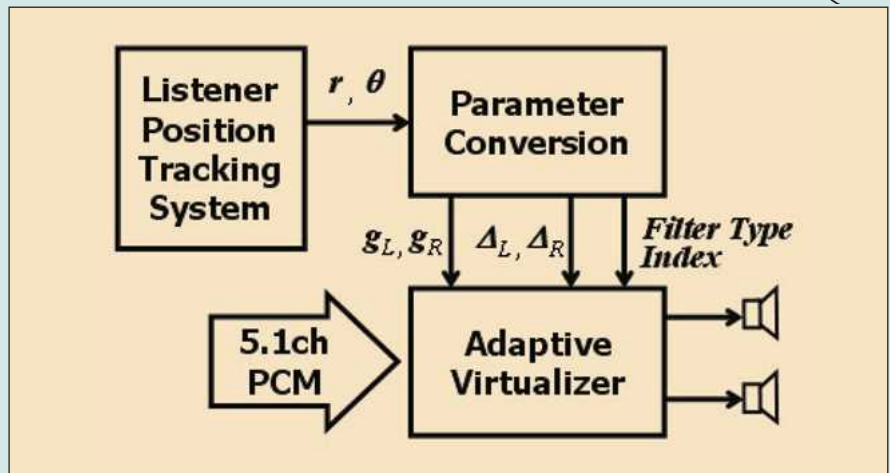 Listener
Position
Tracking
System
r, θ
Parameter
Conversion
g_L, g_R
Δ_L, Δ_R
Filter Type
Index
5.1ch
PCM
Adaptive
Virtualizer